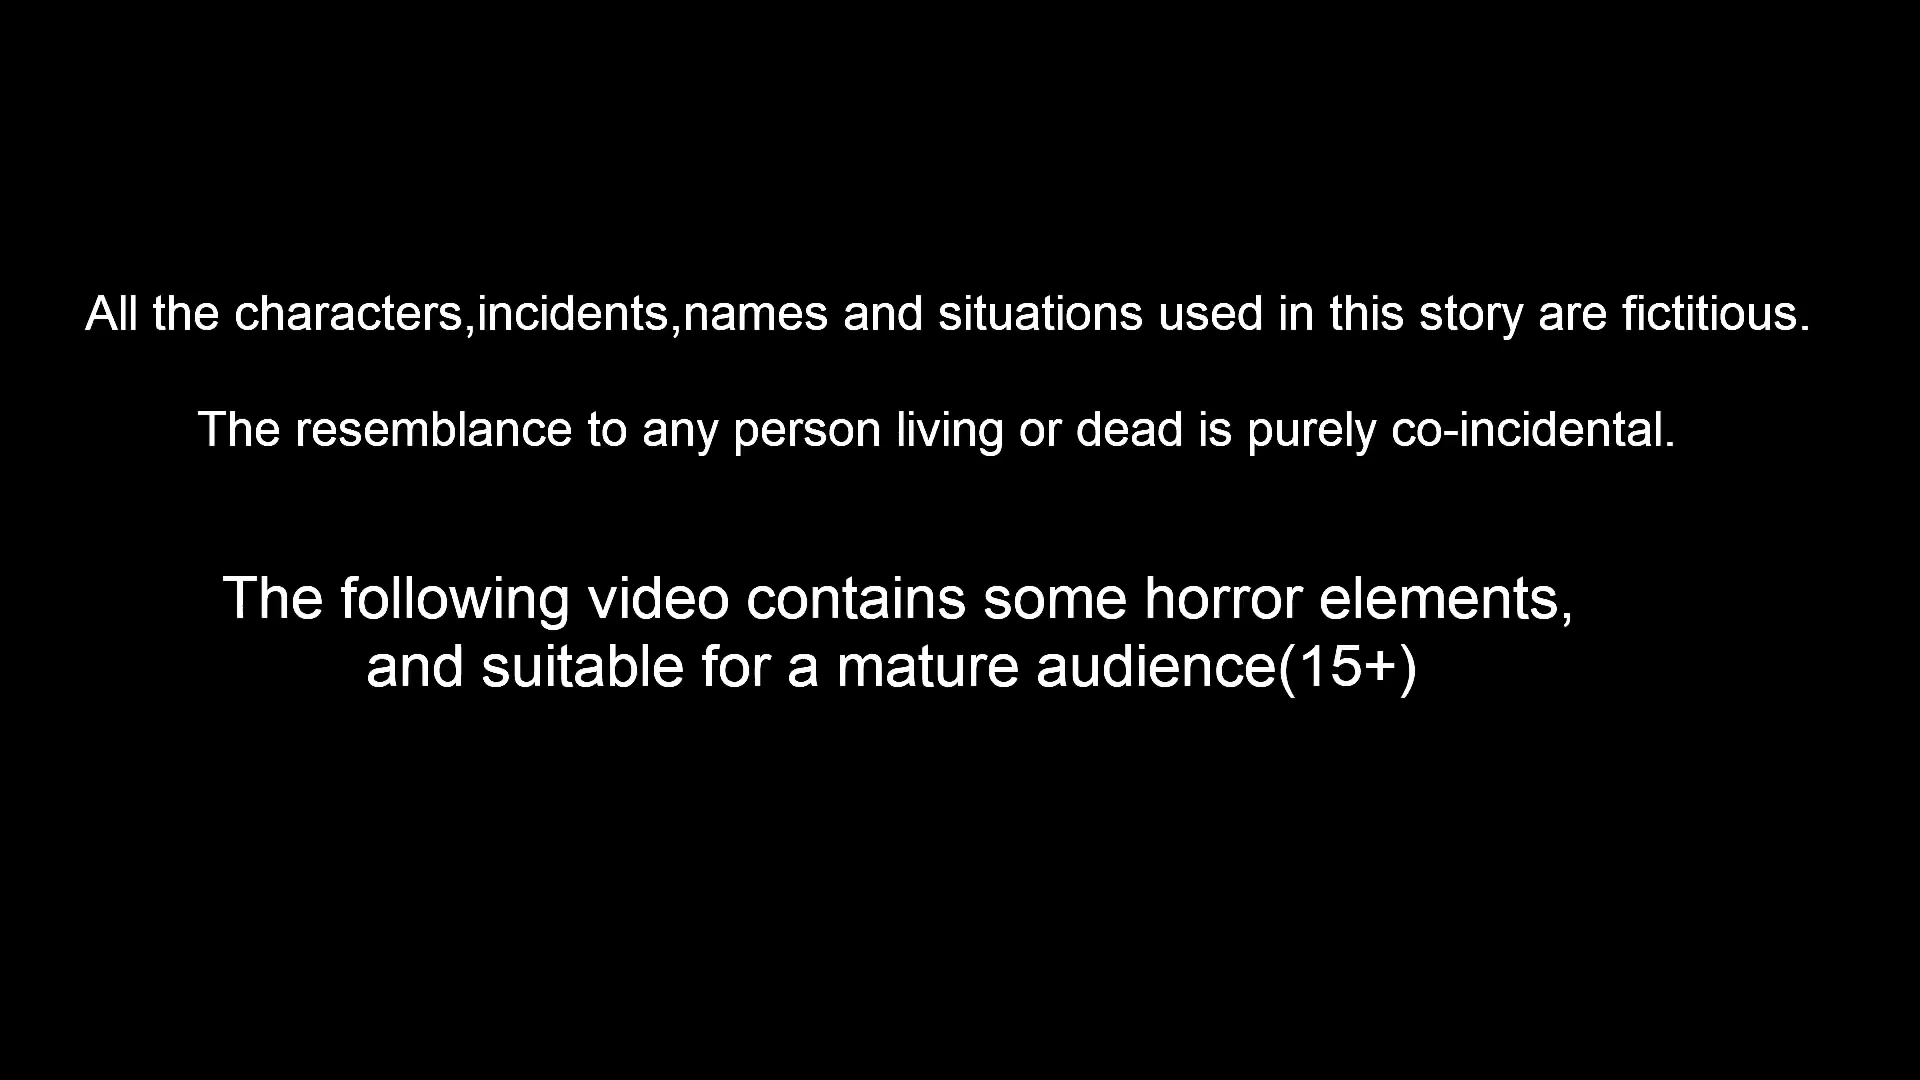 All the characters,incidents,names and situations used in this story are fictitious.
The resemblance to any person living or dead is purely co-incidental.
The following video contains some horror elements,
and suitable for a mature audience(15+)